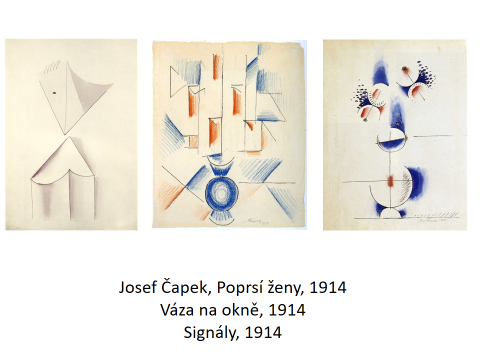 Josef Čapek, Poprsí ženy, 1914
Váza na okně, 1914
Signály, 1914